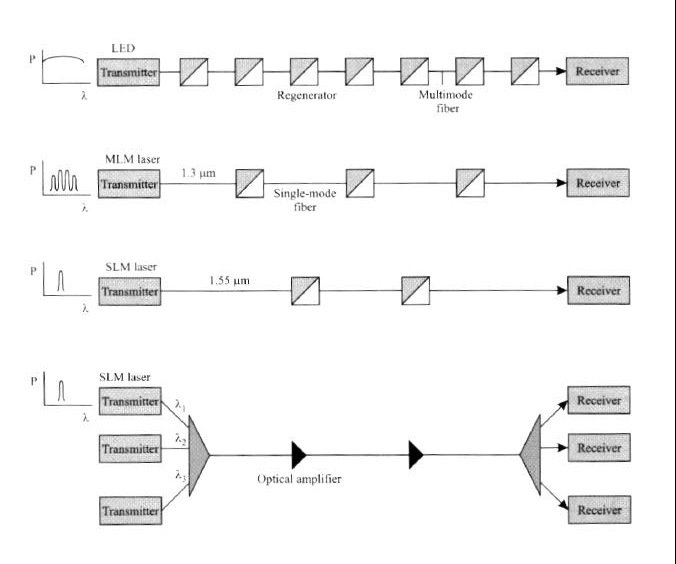 LED
P
Transmitter
Receiver
λ
Regenerator
Multimode
fiber
MLM laser
P
Transmitter
1.3 μm
Receiver
λ
Single-mode
fiber
SLM laser
P
Transmitter
1.55 μm
Receiver
λ
SLM laser
P
Transmitter
λ1
Receiver
λ
Transmitter
λ2
Receiver
λ3
Optical amplifier
Transmitter
Receiver